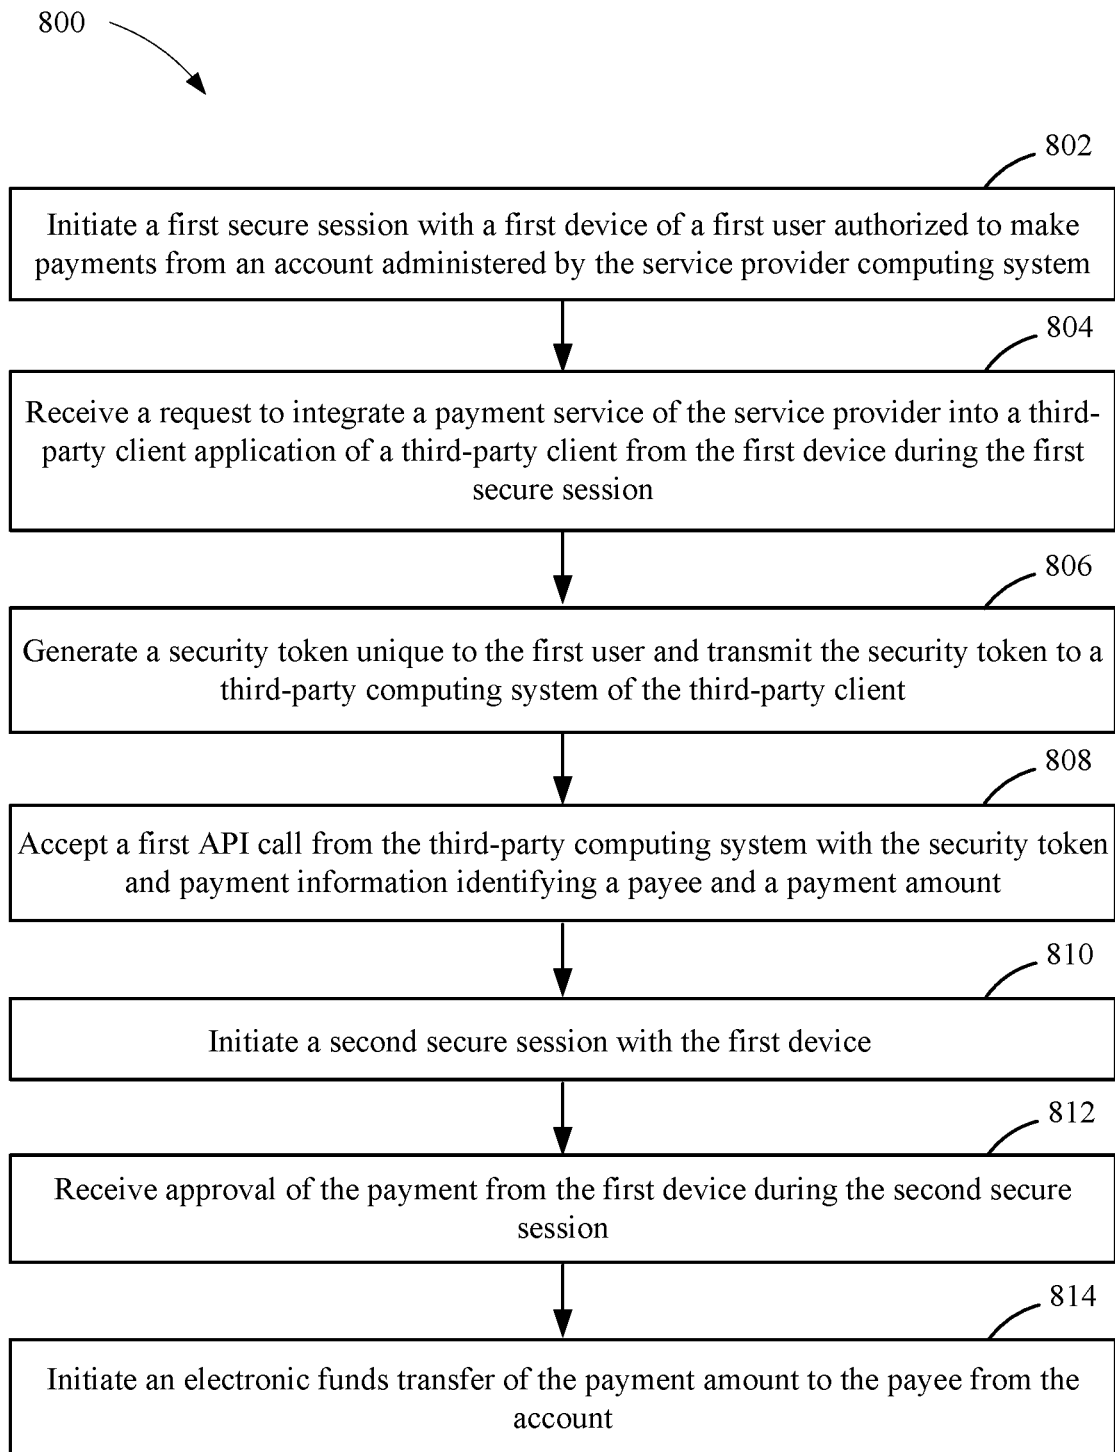 800
802
Initiate a first secure session with a first device of a first user authorized to make
payments from an account administered by the service provider computing system
804
Receive a request to integrate a payment service of the service provider into a third-
party client application of a third-party client from the first device during the first
secure session
806
Generate a security token unique to the first user and transmit the security token to a
third-party computing system of the third-party client
808
Accept a first API call from the third-party computing system with the security token
and payment information identifying a payee and a payment amount
810
Initiate a second secure session with the first device
812
Receive approval of the payment from the first device during the second secure
session
814
Initiate an electronic funds transfer of the payment amount to the payee from the
account